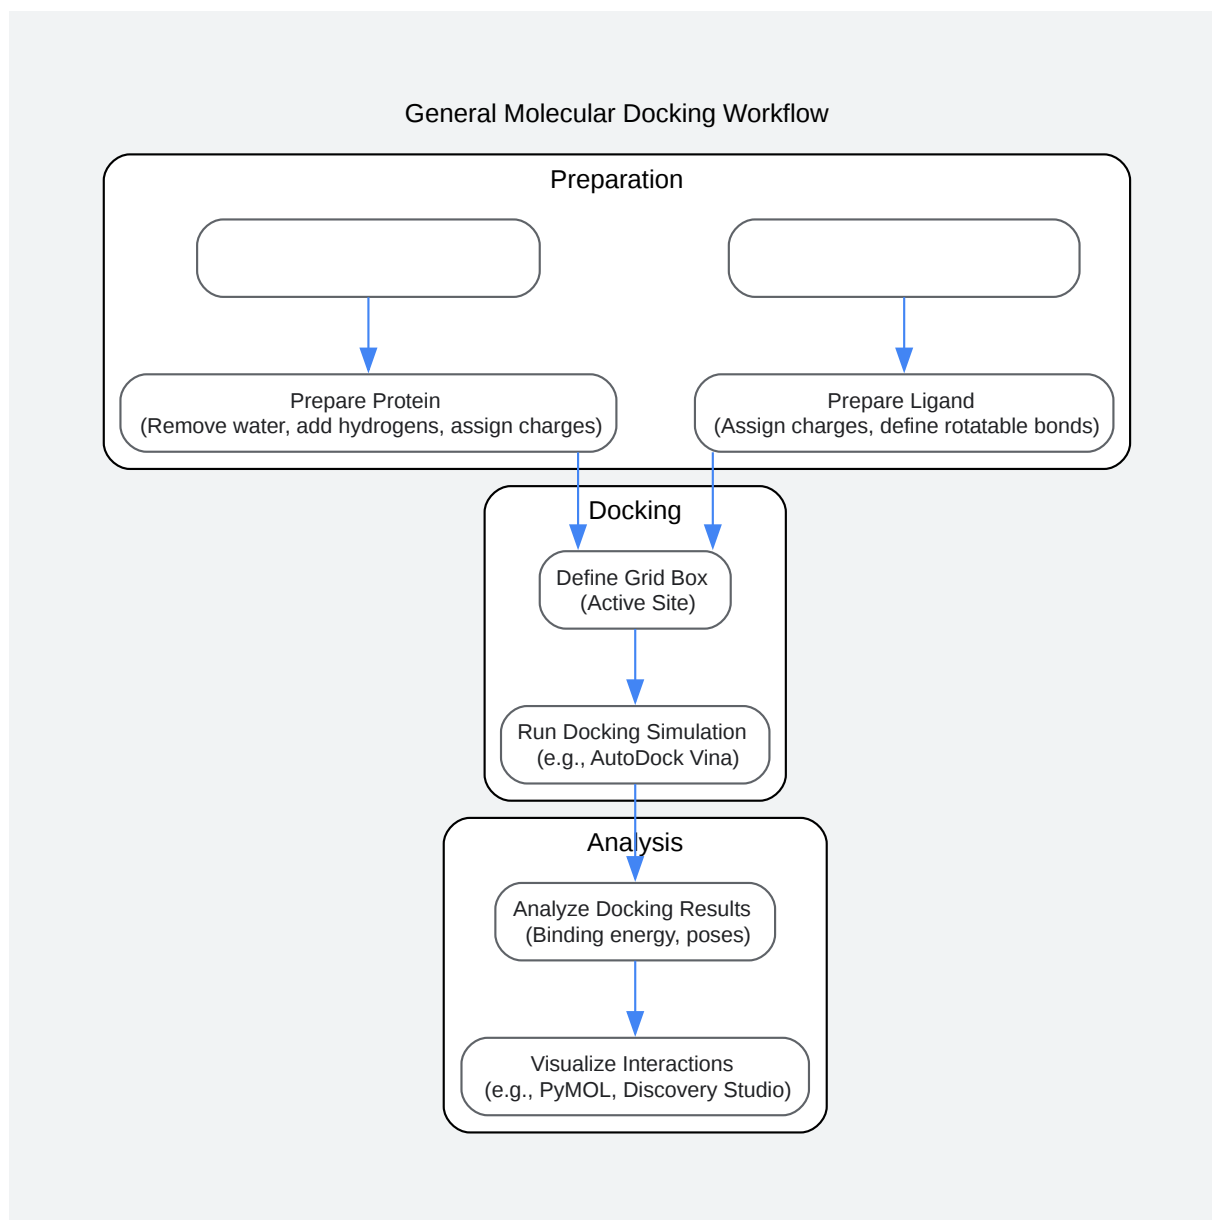 General Molecular Docking Workflow
Preparation
Prepare Protein
(Remove water, add hydrogens, assign charges)
Prepare Ligand
(Assign charges, define rotatable bonds)
Docking
Define Grid Box
(Active Site)
Run Docking Simulation
(e.g., AutoDock Vina)
Analysis
Analyze Docking Results
(Binding energy, poses)
Visualize Interactions
(e.g., PyMOL, Discovery Studio)